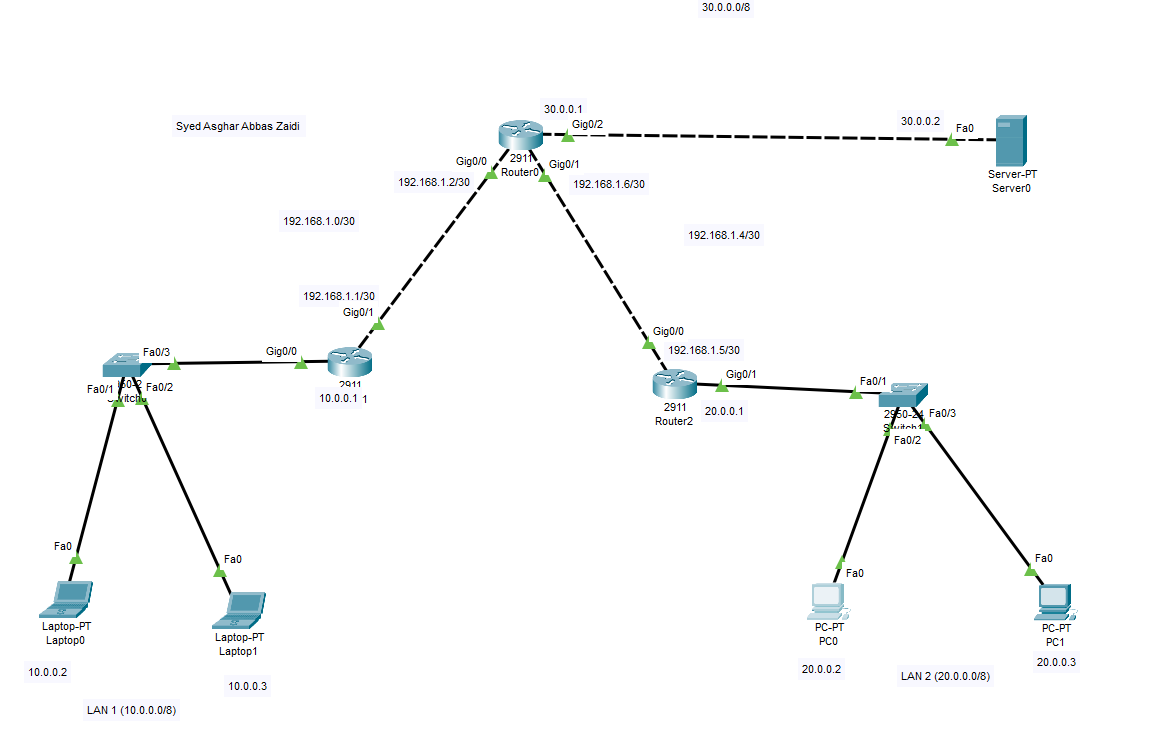 30.0.0.0/8
30.0.0.1
Gig0/2
30.0.0.2
Fa0
Syed Asghar Abbas Zaidi
Gig0/0
2911
Router0
Gig0/1
Server-PT
Server0
192.168.1.2/30
192.168.1.6/30
192.168.1.0/30
192.168.1.4/30
192.168.1.1/30
Gig0/1
Gig0/0
192.168.1.5/30
Fa0/3
Gig0/0
2911
10.0.0.1 1
Fa0/1
Fa0/2
Gig0/1
2911
Router2
20.0.0.1
Fa0/1
2950-24
Switch1
Fa0/3
Fa0/2
Fa0
Fa0
Fa0
Fa0
Laptop-PT
Laptop0
Laptop-PT
Laptop1
PC-PT
PC0
PC-PT
PC1
10.0.0.2
10.0.0.3
20.0.0.2
20.0.0.3
LAN 2 (20.0.0.0/8)
LAN 1 (10.0.0.0/8)